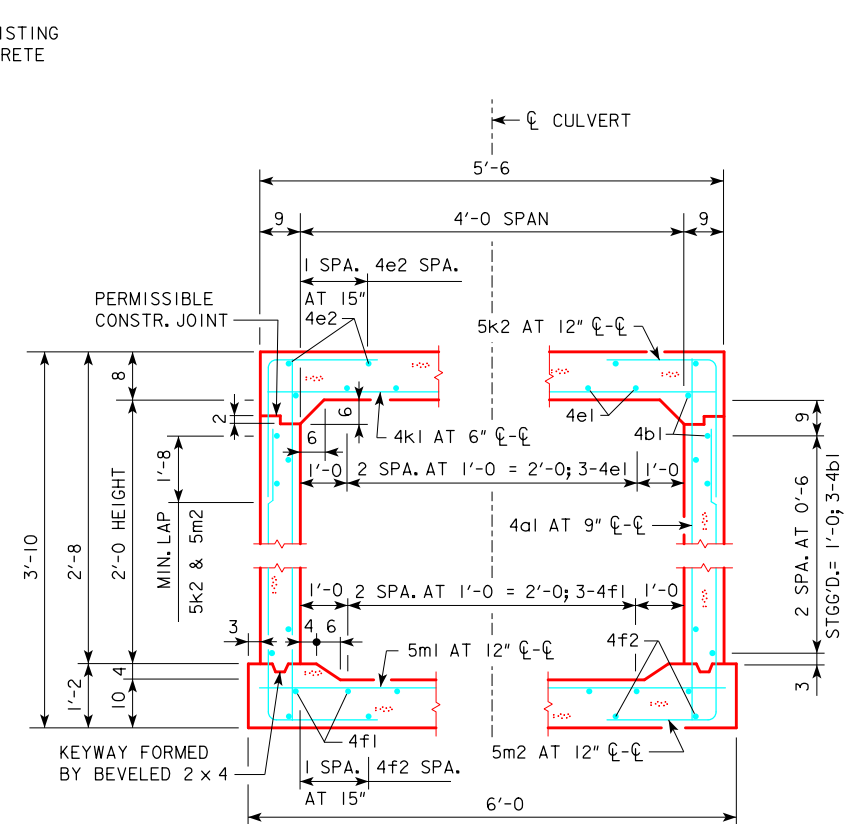 ISTING
RETE
℄ CULVERT
5'-6
9
4'-0 SPAN
9
1 SPA.
AT 15"
4e2 SPA.
PERMISSIBLE
CONSTR. JOINT
4e2
5k2 AT 12" ℄-℄
8
2
6
6
4k1 AT 6" ℄-℄
4e1
4b1
9
1'-8
MIN. LAP
5k2 & 5m2
1'-0
2 SPA. AT 1'-0 = 2'-0; 3-4e1
1'-0
3'-10
2'-8
2'-0 HEIGHT
4a1 AT 9" ℄-℄
2 SPA. AT 0'-6
STGG'D. = 1'-0; 3-4b1
1'-0
2 SPA. AT 1'-0 = 2'-0; 3-4f1
1'-0
3
4
6
5m1 AT 12" ℄-℄
4f2
1'-2
4
10
3
KEYWAY FORMED
BY BEVELED 2 x 4
4f1
1 SPA.
AT 15"
4f2 SPA.
5m2 AT 12" ℄-℄
6'-0